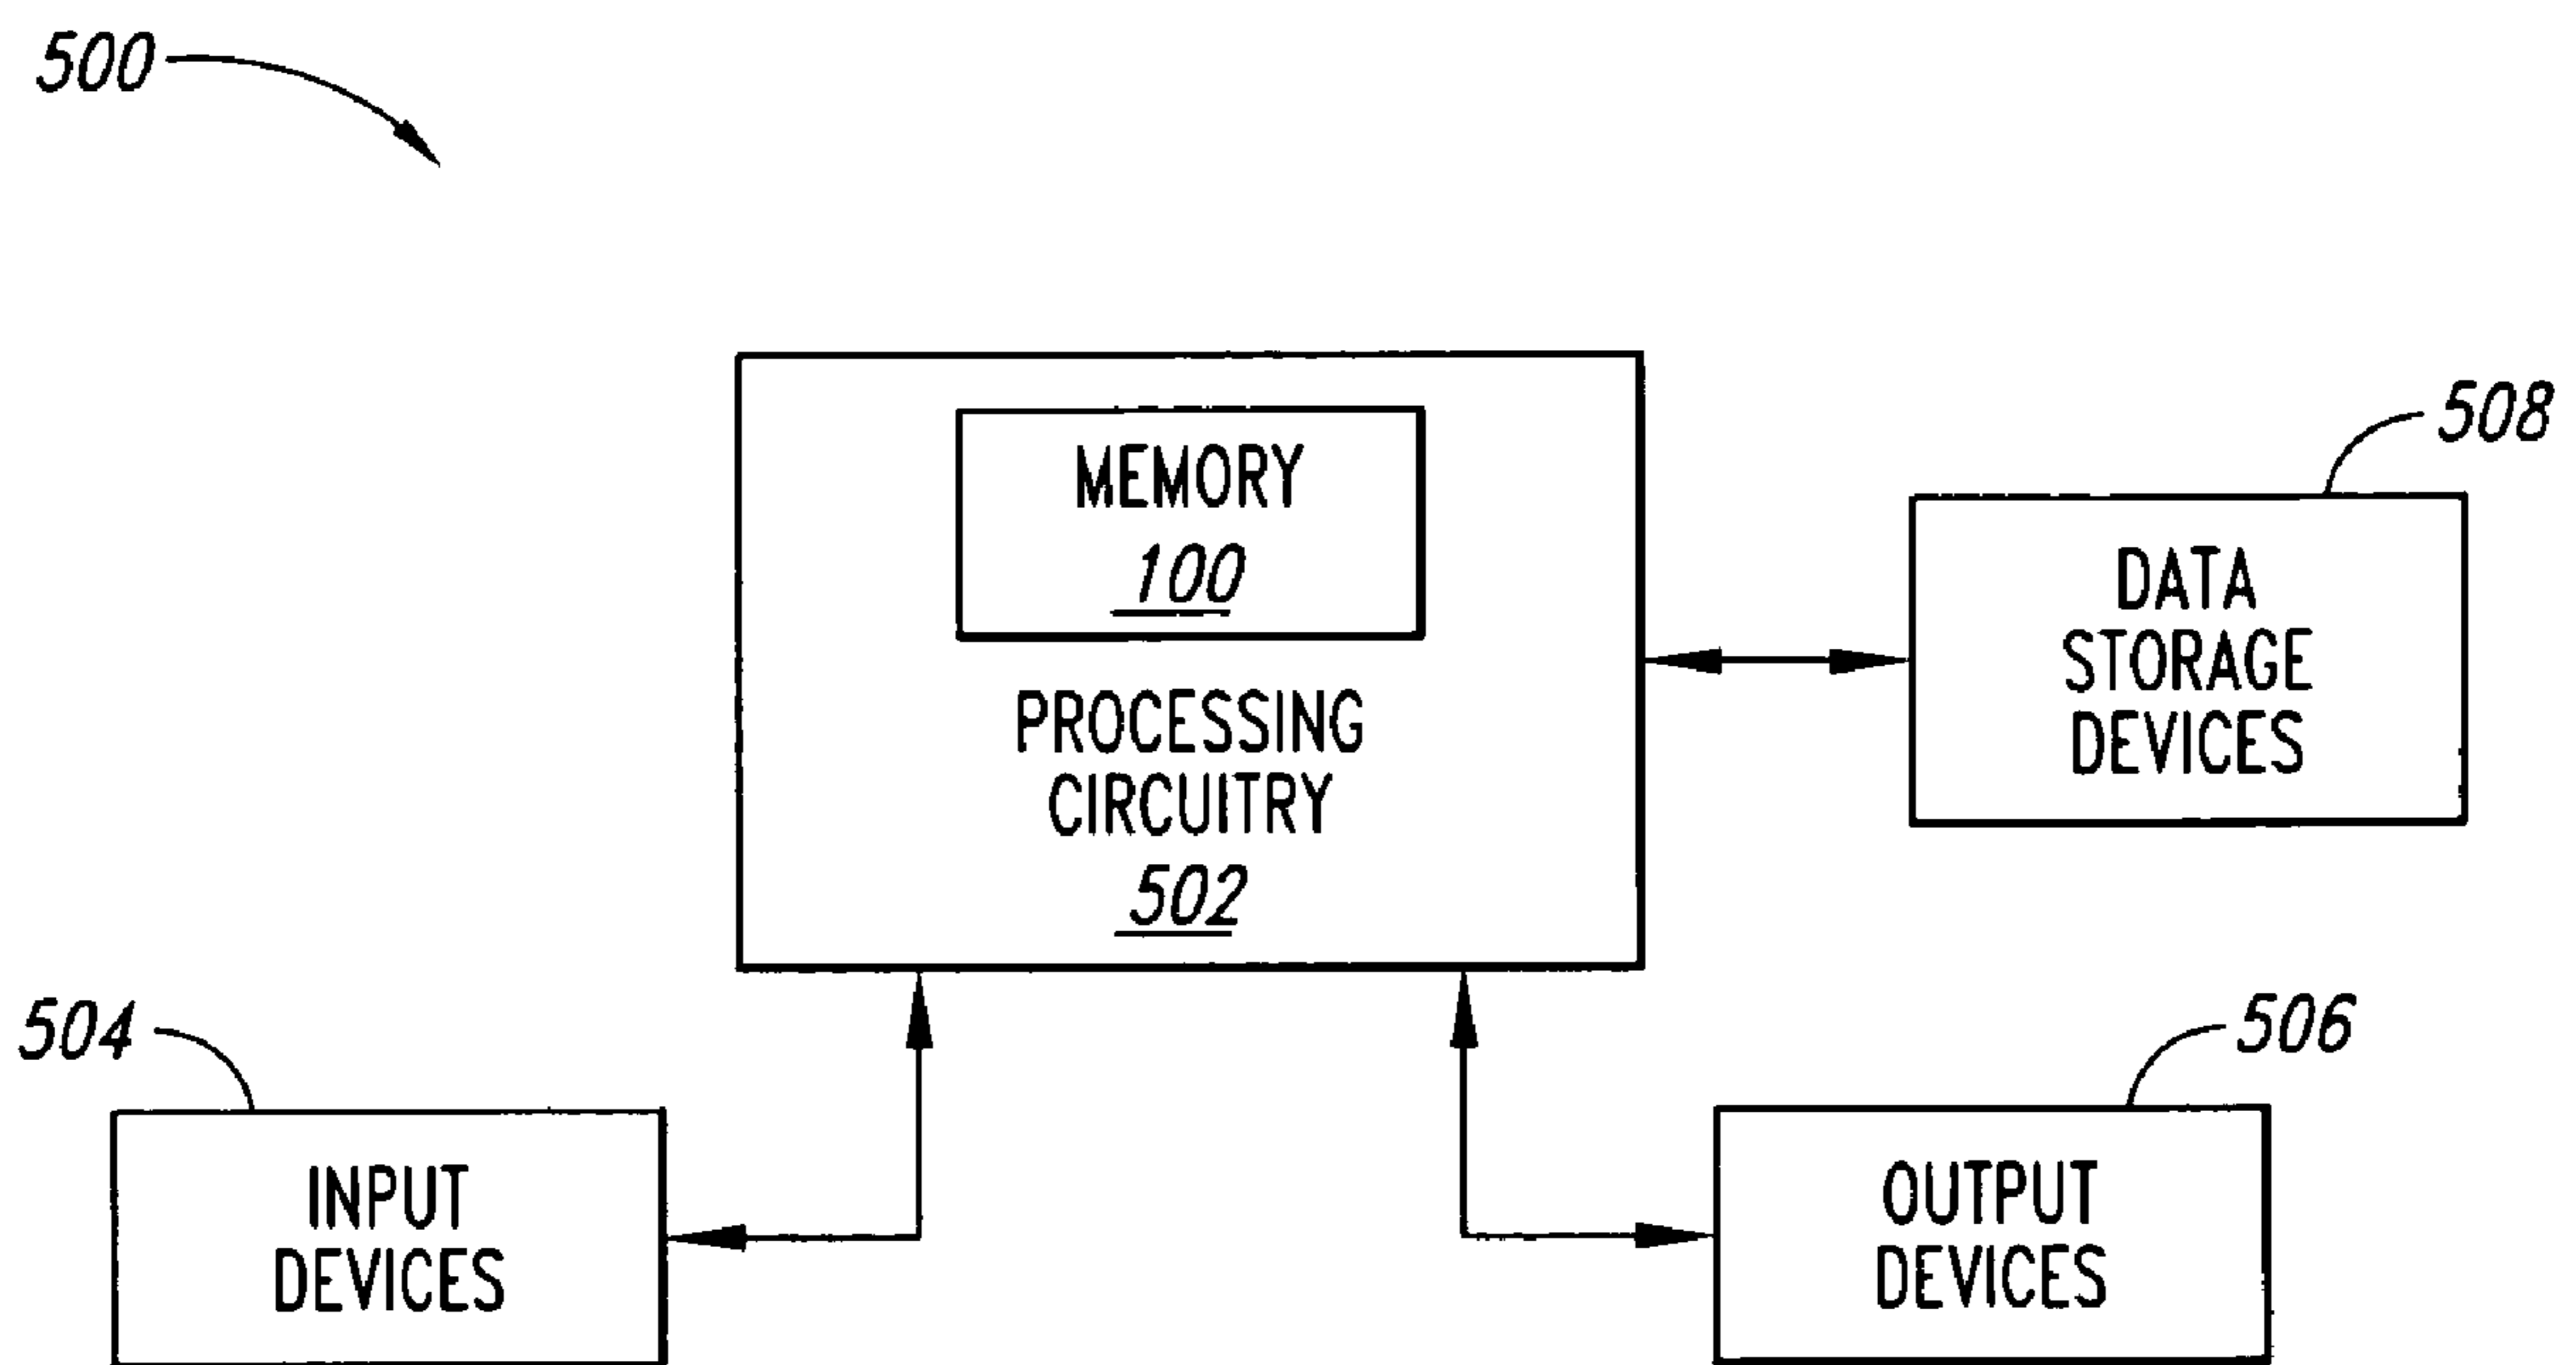 500
MEMORY
100
PROCESSING
CIRCUITRY
502
508
DATA
STORAGE
DEVICES
504
INPUT
DEVICES
506
OUTPUT
DEVICES